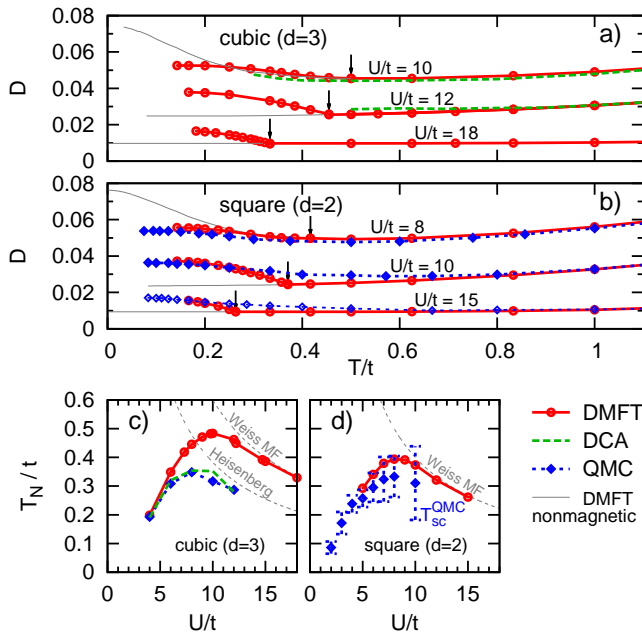 0.08
cubic (d=3)
a)
0.06
U/t = 10
D
0.04
U/t = 12
0.02
U/t = 18
0
0.08
square (d=2)
b)
0.06
U/t = 8
D
0.04
U/t = 10
0.02
U/t = 15
0
0 0.2 0.4 0.6 0.8 1
T/t
0.6
c)
d)
0.5
Weiss MF
Weiss MF
0.4
Heisenberg
T_N / t
0.3
T_sc^QMC
0.2
0.1
cubic (d=3)
square (d=2)
0
0 5 10 15
0 5 10 15
U/t
U/t
DMFT
DCA
QMC
DMFT
nonmagnetic